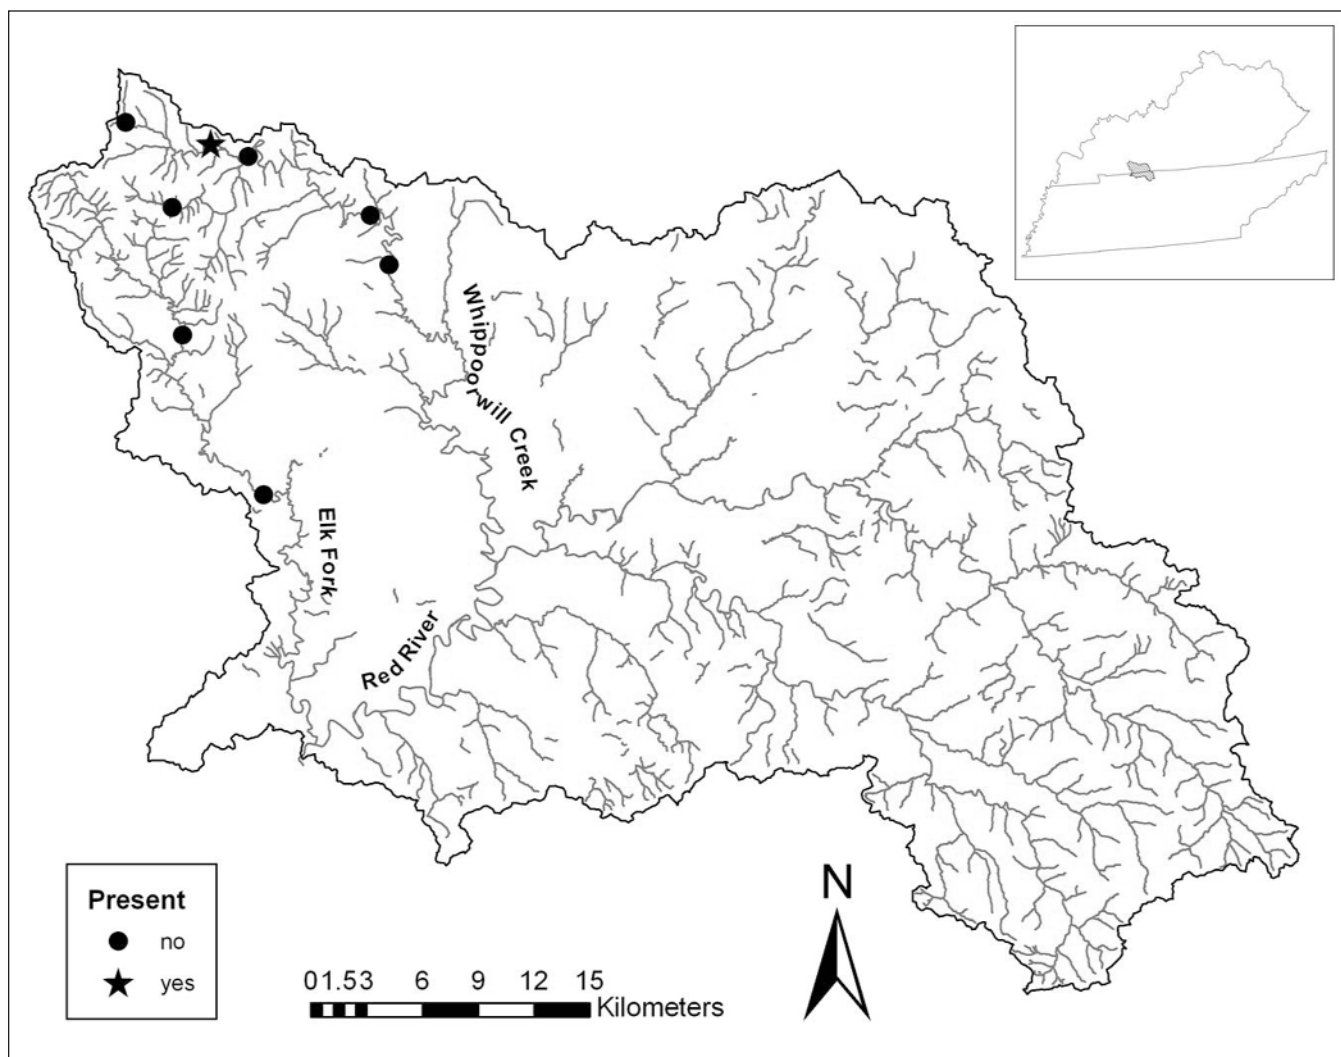 Whippoorwill Creek
Elk Fork
Red River
Present
no
yes
N
01.53 6 9 12 15
Kilometers